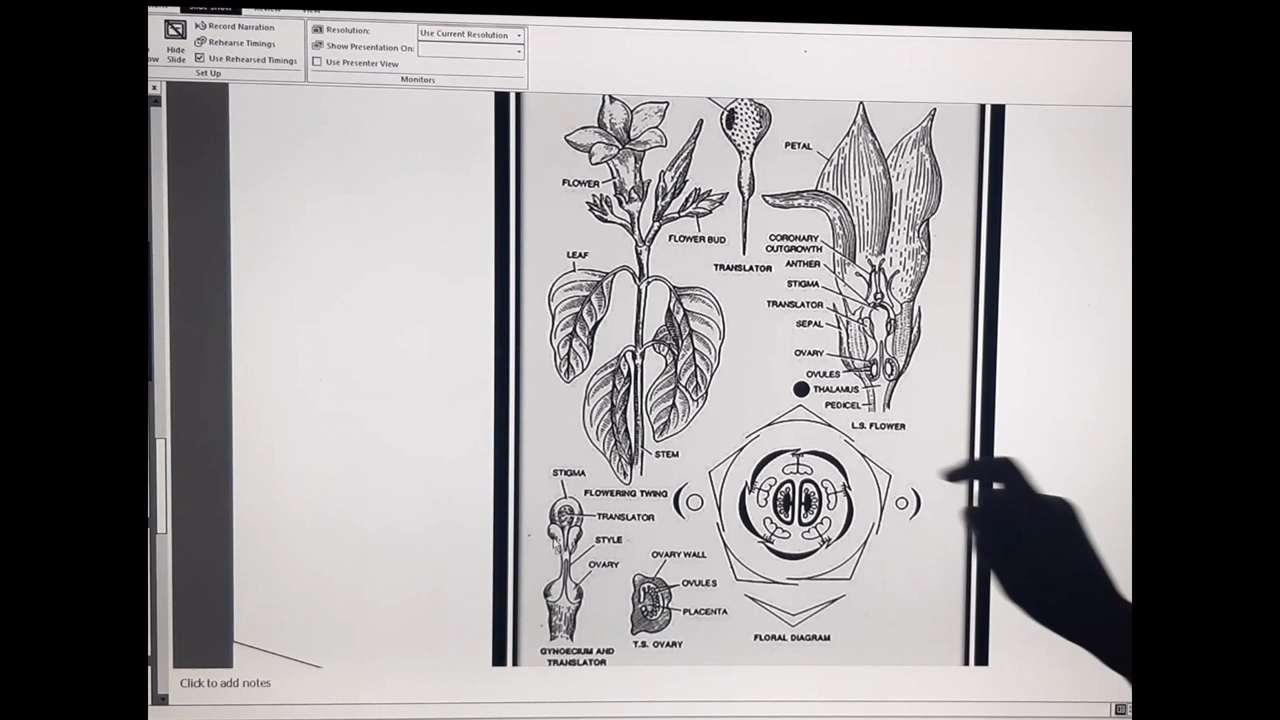 Record Narration
Rehearse Timings
Use Rehearsed Timings
Hide
Slide
Set Up
Resolution:
Use Current Resolution
Show Presentation On:
Use Presenter View
Monitors
FLOWER
FLOWER BUD
LEAF
STEM
FLOWERING TWING
TRANSLATOR
PETAL
CORONARY
OUTGROWTH
ANTHER
STIGMA
TRANSLATOR
SEPAL
OVARY
OVULES
THALAMUS
PEDICEL
L.S. FLOWER
STIGMA
TRANSLATOR
STYLE
OVARY
GYNOECIUM AND
TRANSLATOR
OVARY WALL
OVULES
PLACENTA
T.S. OVARY
FLORAL DIAGRAM
Click to add notes